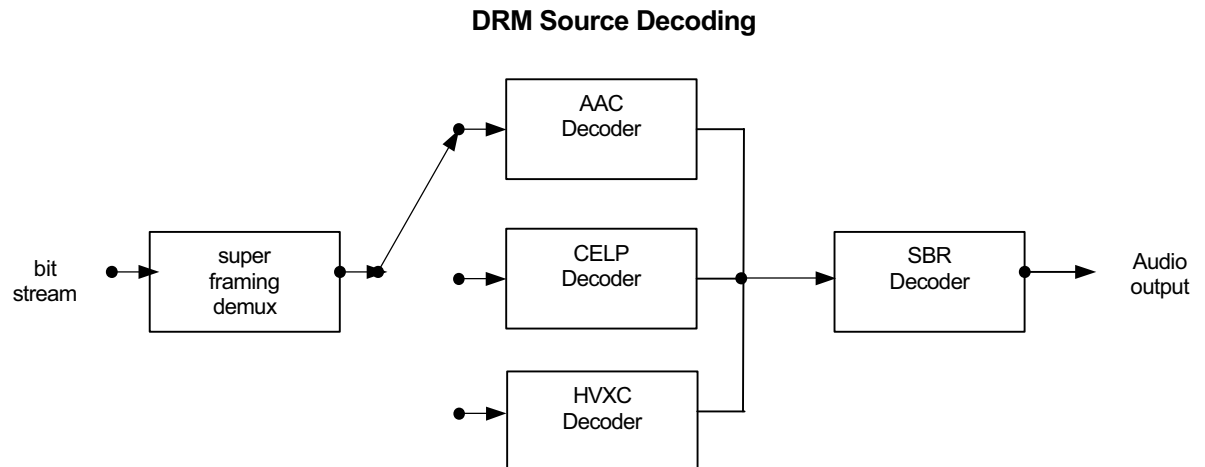 DRM Source Decoding
AAC
Decoder
bit
stream
super
framing
demux
CELP
Decoder
SBR
Decoder
Audio
output
HVXC
Decoder